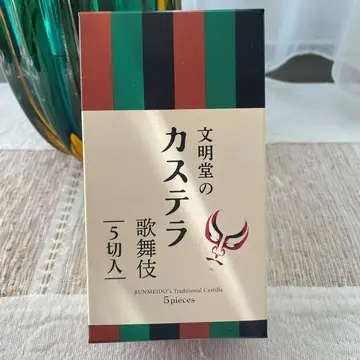 文明堂の
カステラ
歌舞伎
5切入
BUNMEIDO's Traditional Castilla
5pieces